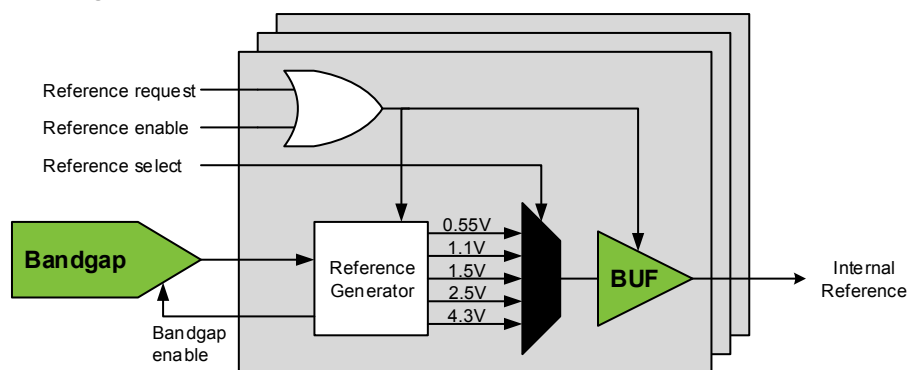 Reference request
Reference enable
Reference select
Bandgap
Bandgap
enable
Reference
Generator
0.55V
1.1V
1.5V
2.5V
4.3V
BUF
Internal
Reference